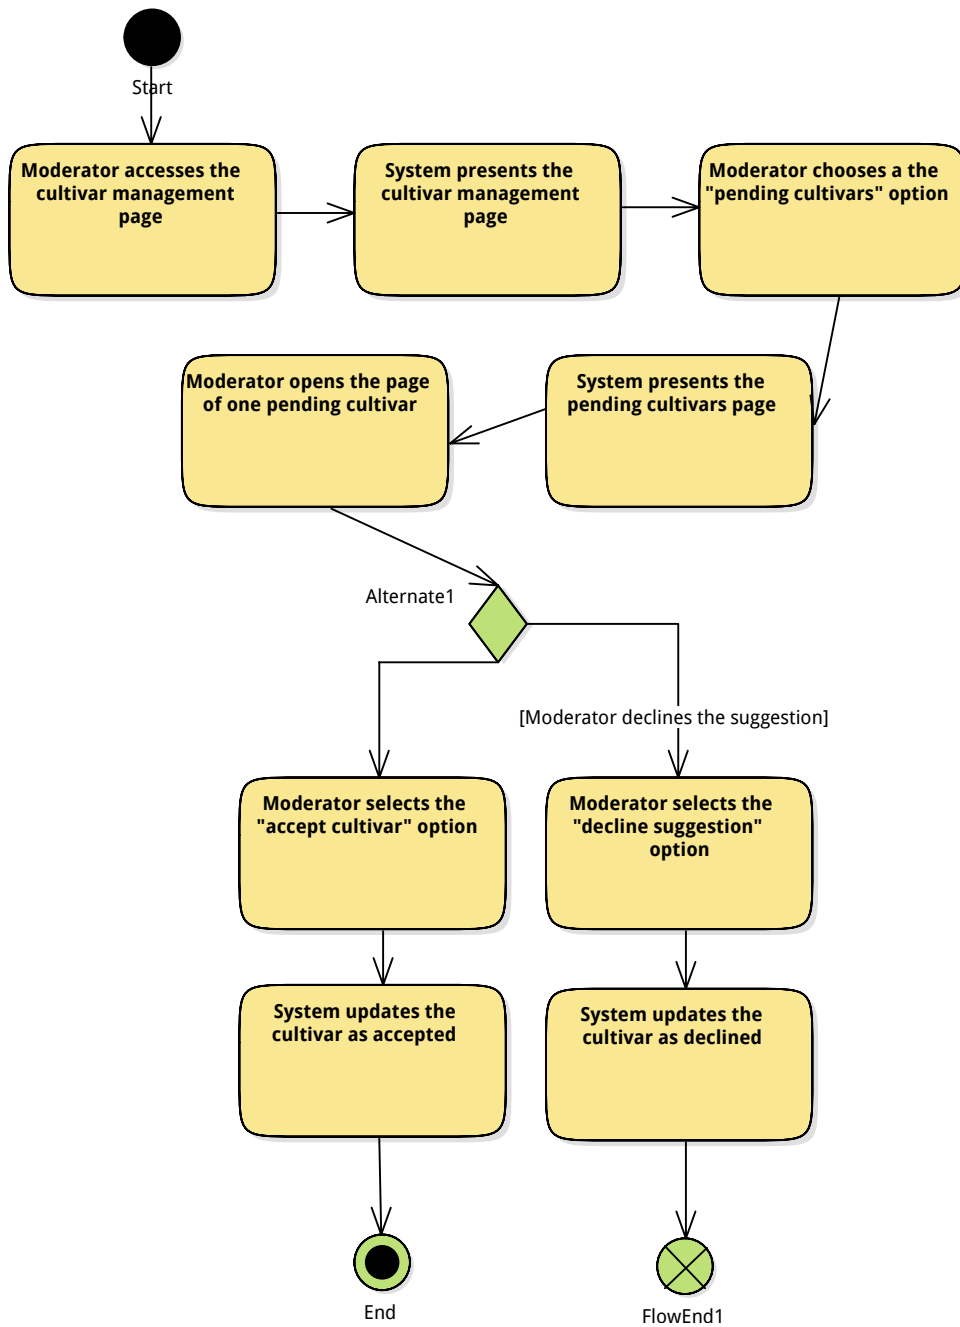 Start
Moderator accesses the
cultivar management
page
System presents the
cultivar management
page
Moderator chooses a the
"pending cultivars" option
Moderator opens the page
of one pending cultivar
System presents the
pending cultivars page
Alternate1
[Moderator declines the suggestion]
Moderator selects the
"accept cultivar" option
Moderator selects the
"decline suggestion"
option
System updates the
cultivar as accepted
System updates the
cultivar as declined
End
FlowEnd1